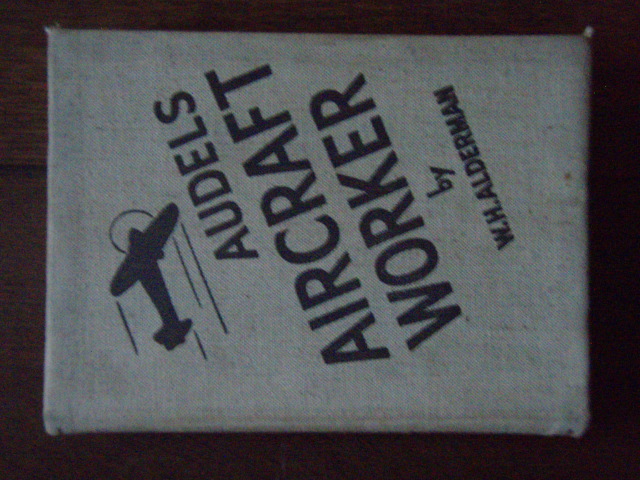 AUDELS
AIRCRAFT
WORKER
by
W.H.ALDERMAN